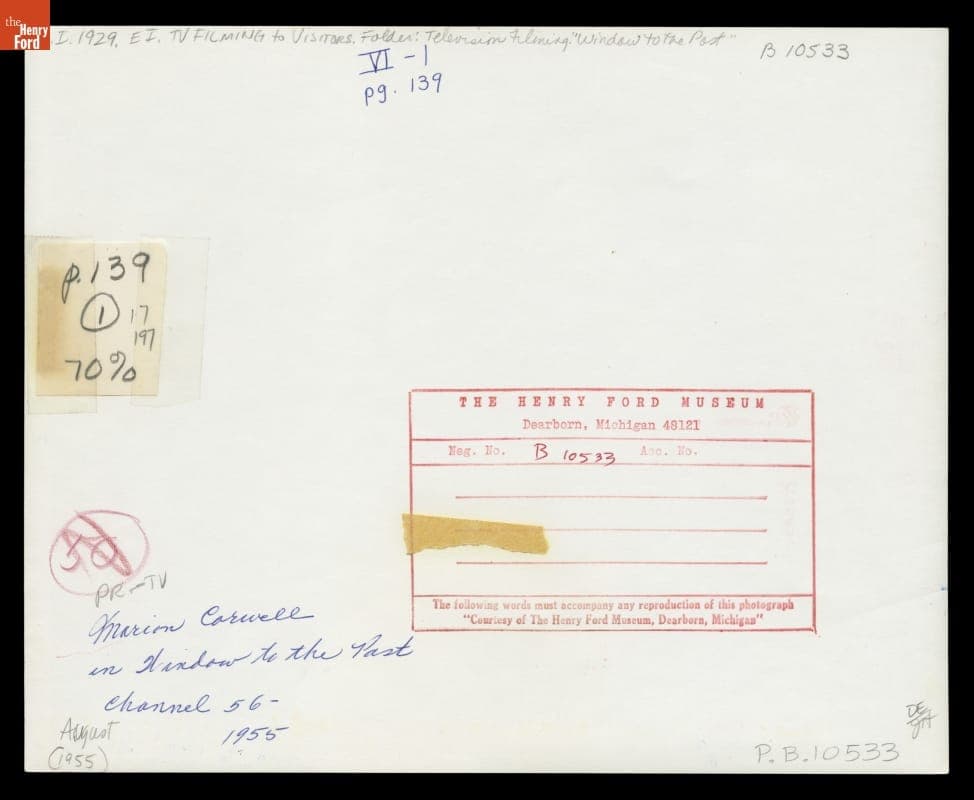 the
Henry
Ford
I. 1929. E I. TV FILMING to VISITORS. Folder: Television Filming. "Window to the Past"
B 10533
VI - 1
pg. 139
p. 139
1 17
197
70%
THE HENRY FORD MUSEUM
Dearborn, Michigan 48121
Neg. No. B 10533 Acc. No.
50
The following words must accompany any reproduction of this photograph
"Courtesy of The Henry Ford Museum, Dearborn, Michigan"
PR-TV
Marion Corwell
in Window to the Past
Channel 56-
1955
August
(1955)
P.B.10533